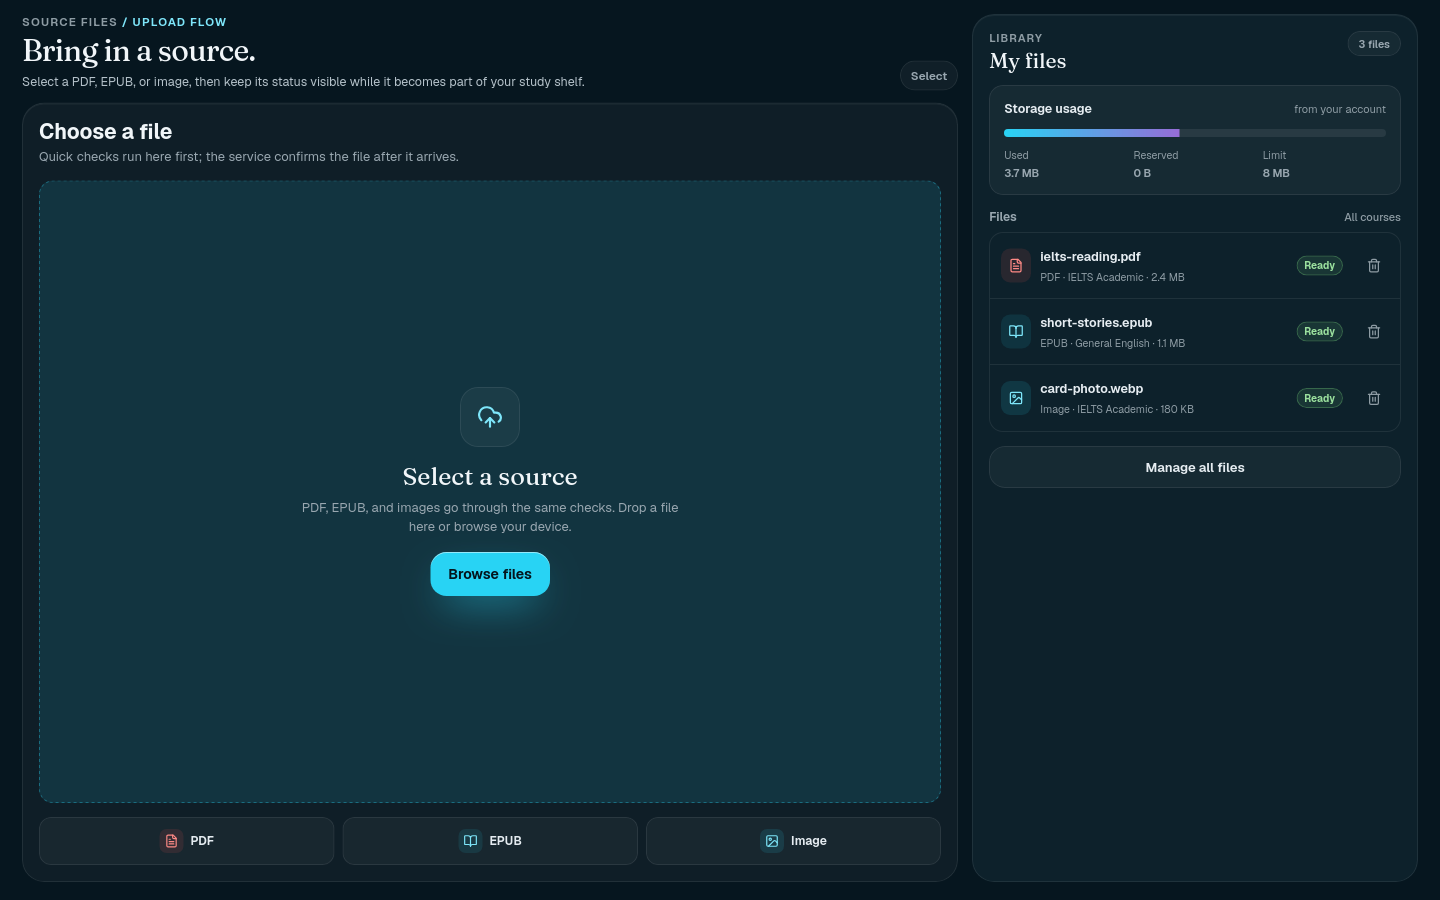 SOURCE FILES / UPLOAD FLOW
Bring in a source.
Select a PDF, EPUB, or image, then keep its status visible while it becomes part of your study shelf.
Select
Choose a file
Quick checks run here first; the service confirms the file after it arrives.
Select a source
PDF, EPUB, and images go through the same checks. Drop a file
here or browse your device.
Browse files
PDF
EPUB
Image
LIBRARY
My files
3 files
Storage usage
from your account
Used
Reserved
Limit
3.7 MB
0 B
8 MB
Files
All courses
ielts-reading.pdf
PDF · IELTS Academic · 2.4 MB
Ready
short-stories.epub
EPUB · General English · 1.1 MB
Ready
card-photo.webp
Image · IELTS Academic · 180 KB
Ready
Manage all files